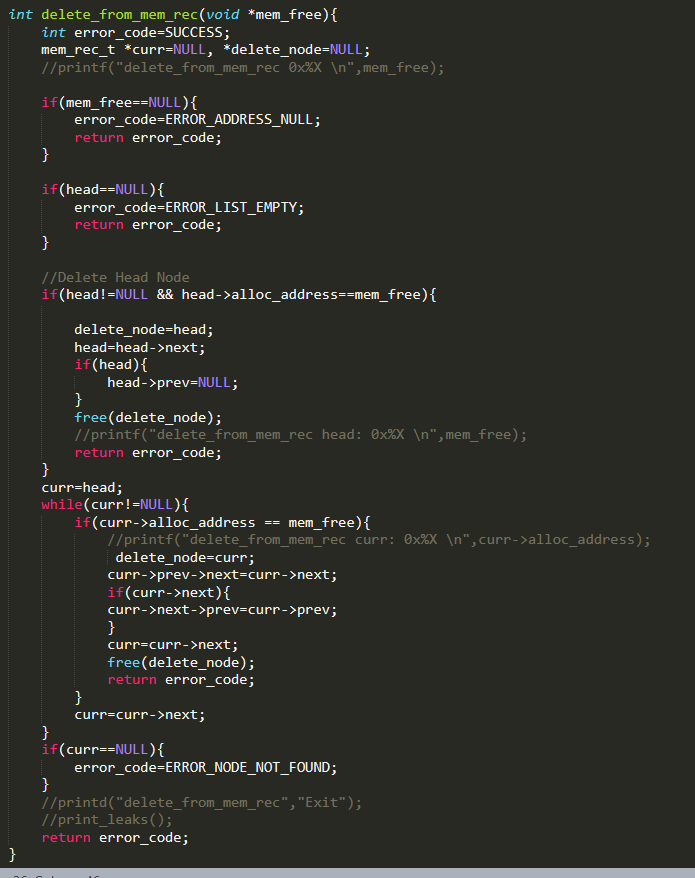 int delete_from_mem_rec(void *mem_free){
int error_code=SUCCESS;
mem_rec_t *curr=NULL, *delete_node=NULL;
//printf("delete_from_mem_rec 0x%X \n",mem_free);
if(mem_free==NULL){
error_code=ERROR_ADDRESS_NULL;
return error_code;
}
if(head==NULL){
error_code=ERROR_LIST_EMPTY;
return error_code;
}
//Delete Head Node
if(head!=NULL && head->alloc_address==mem_free){
delete_node=head;
head=head->next;
if(head){
head->prev=NULL;
}
free(delete_node);
//printf("delete_from_mem_rec head: 0x%X \n",mem_free);
return error_code;
}
curr=head;
while(curr!=NULL){
if(curr->alloc_address == mem_free){
//printf("delete_from_mem_rec curr: 0x%X \n",curr->alloc_address);
delete_node=curr;
curr->prev->next=curr->next;
if(curr->next){
curr->next->prev=curr->prev;
}
curr=curr->next;
free(delete_node);
return error_code;
}
curr=curr->next;
}
if(curr==NULL){
error_code=ERROR_NODE_NOT_FOUND;
}
//printd("delete_from_mem_rec","Exit");
//print_leaks();
return error_code;
}